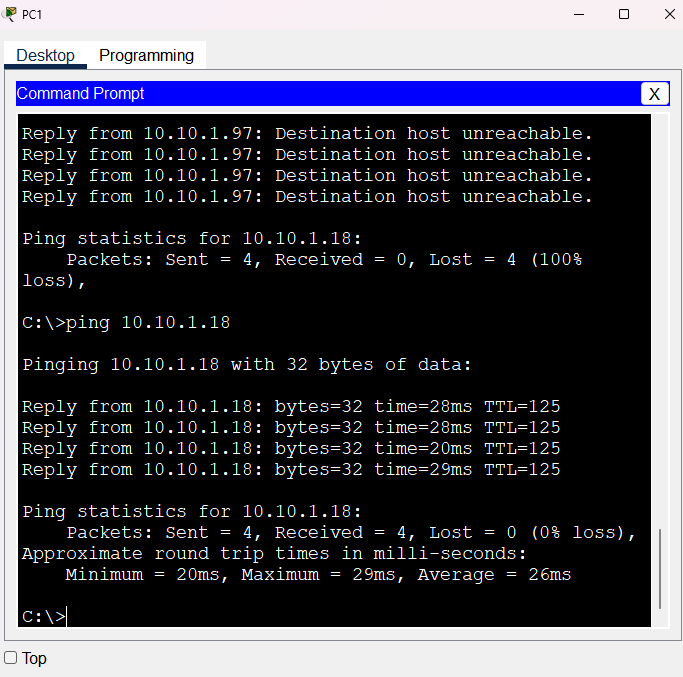 PC1
Desktop Programming
Command Prompt
X
Reply from 10.10.1.97: Destination host unreachable.
Reply from 10.10.1.97: Destination host unreachable.
Reply from 10.10.1.97: Destination host unreachable.
Reply from 10.10.1.97: Destination host unreachable.
Ping statistics for 10.10.1.18:
Packets: Sent = 4, Received = 0, Lost = 4 (100%
loss),
C:\>ping 10.10.1.18
Pinging 10.10.1.18 with 32 bytes of data:
Reply from 10.10.1.18: bytes=32 time=28ms TTL=125
Reply from 10.10.1.18: bytes=32 time=28ms TTL=125
Reply from 10.10.1.18: bytes=32 time=20ms TTL=125
Reply from 10.10.1.18: bytes=32 time=29ms TTL=125
Ping statistics for 10.10.1.18:
Packets: Sent = 4, Received = 4, Lost = 0 (0% loss),
Approximate round trip times in milli-seconds:
Minimum = 20ms, Maximum = 29ms, Average = 26ms
C:\>
Top